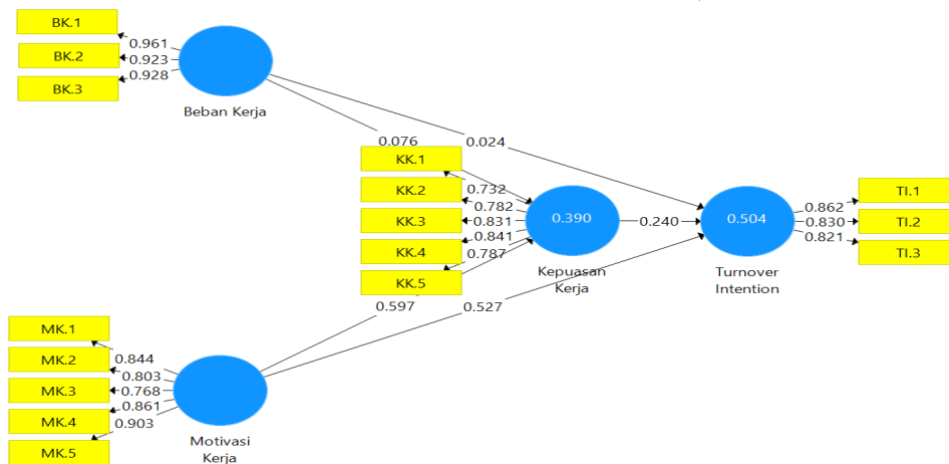 BK.1
0.961
BK.2
0.923
BK.3
0.928
Beban Kerja
0.076
0.024
KK.1
0.732
KK.2
0.782
KK.3
0.831
KK.4
0.841
KK.5
0.787
0.390
Kepuasan
Kerja
0.240
0.504
Turnover
Intention
TI.1
0.862
TI.2
0.830
TI.3
0.821
0.597
0.527
MK.1
0.844
MK.2
0.803
MK.3
0.768
MK.4
0.861
MK.5
0.903
Motivasi
Kerja